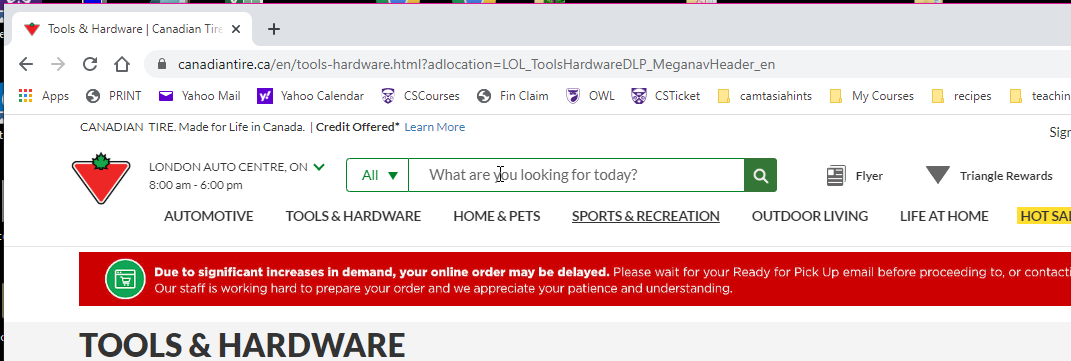 Tools & Hardware | Canadian Tire
canadiantire.ca/en/tools-hardware.html?adlocation=LOL_ToolsHardwareDLP_MeganavHeader_en
Apps PRINT Yahoo Mail Yahoo Calendar CSCourses Fin Claim OWL CSTicket camtasiahints My Courses recipes teachin
CANADIAN TIRE. Made for Life in Canada. | Credit Offered* Learn More
Sign
LONDON AUTO CENTRE, ON
8:00 am - 6:00 pm
All What are you looking for today? Flyer Triangle Rewards
AUTOMOTIVE TOOLS & HARDWARE HOME & PETS SPORTS & RECREATION OUTDOOR LIVING LIFE AT HOME HOT SA
Due to significant increases in demand, your online order may be delayed. Please wait for your Ready for Pick Up email before proceeding to, or contacti
Our staff is working hard to prepare your order and we appreciate your patience and understanding.
TOOLS & HARDWARE